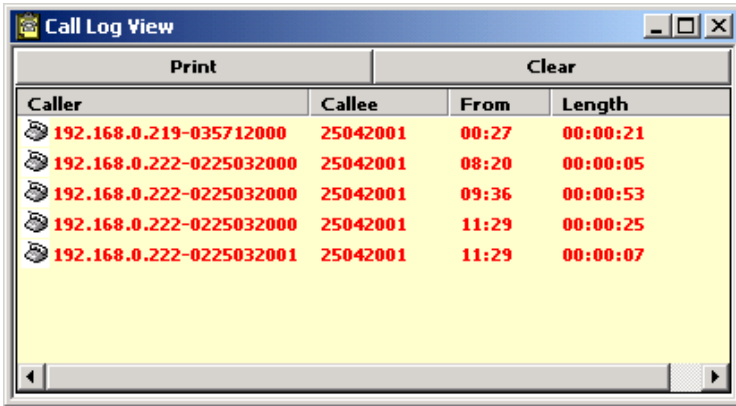 Call Log View
Print Clear
Caller Callee From Length
192.168.0.219-035712000 25042001 00:27 00:00:21
192.168.0.222-0225032000 25042001 08:20 00:00:05
192.168.0.222-0225032000 25042001 09:36 00:00:53
192.168.0.222-0225032000 25042001 11:29 00:00:25
192.168.0.222-0225032001 25042001 11:29 00:00:07